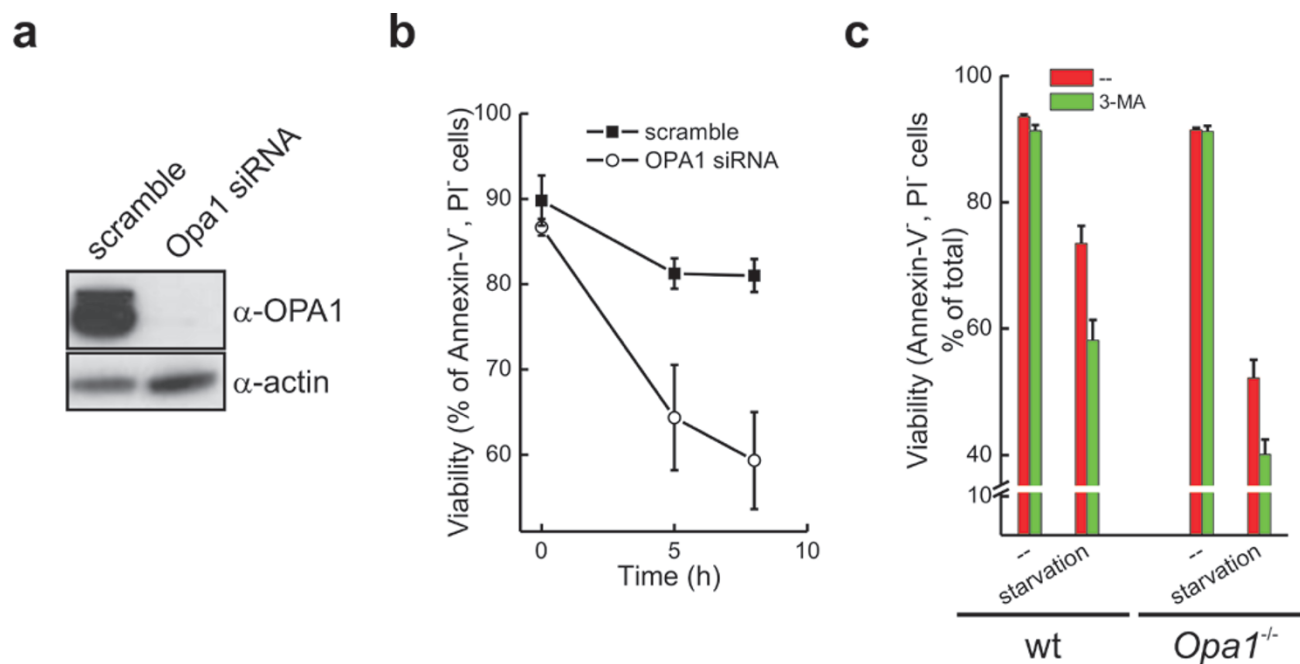 a
scramble
Opa1 siRNA
α-OPA1
α-actin
b
Viability (% of Annexin-V⁻, PI⁻ cells)
100
90
80
70
60
0
5
10
Time (h)
scramble
OPA1 siRNA
c
Viability (Annexin-V⁻, PI⁻ cells
% of total)
100
80
60
40
10
--
3-MA
--
starvation
--
starvation
wt
Opa1⁻/⁻